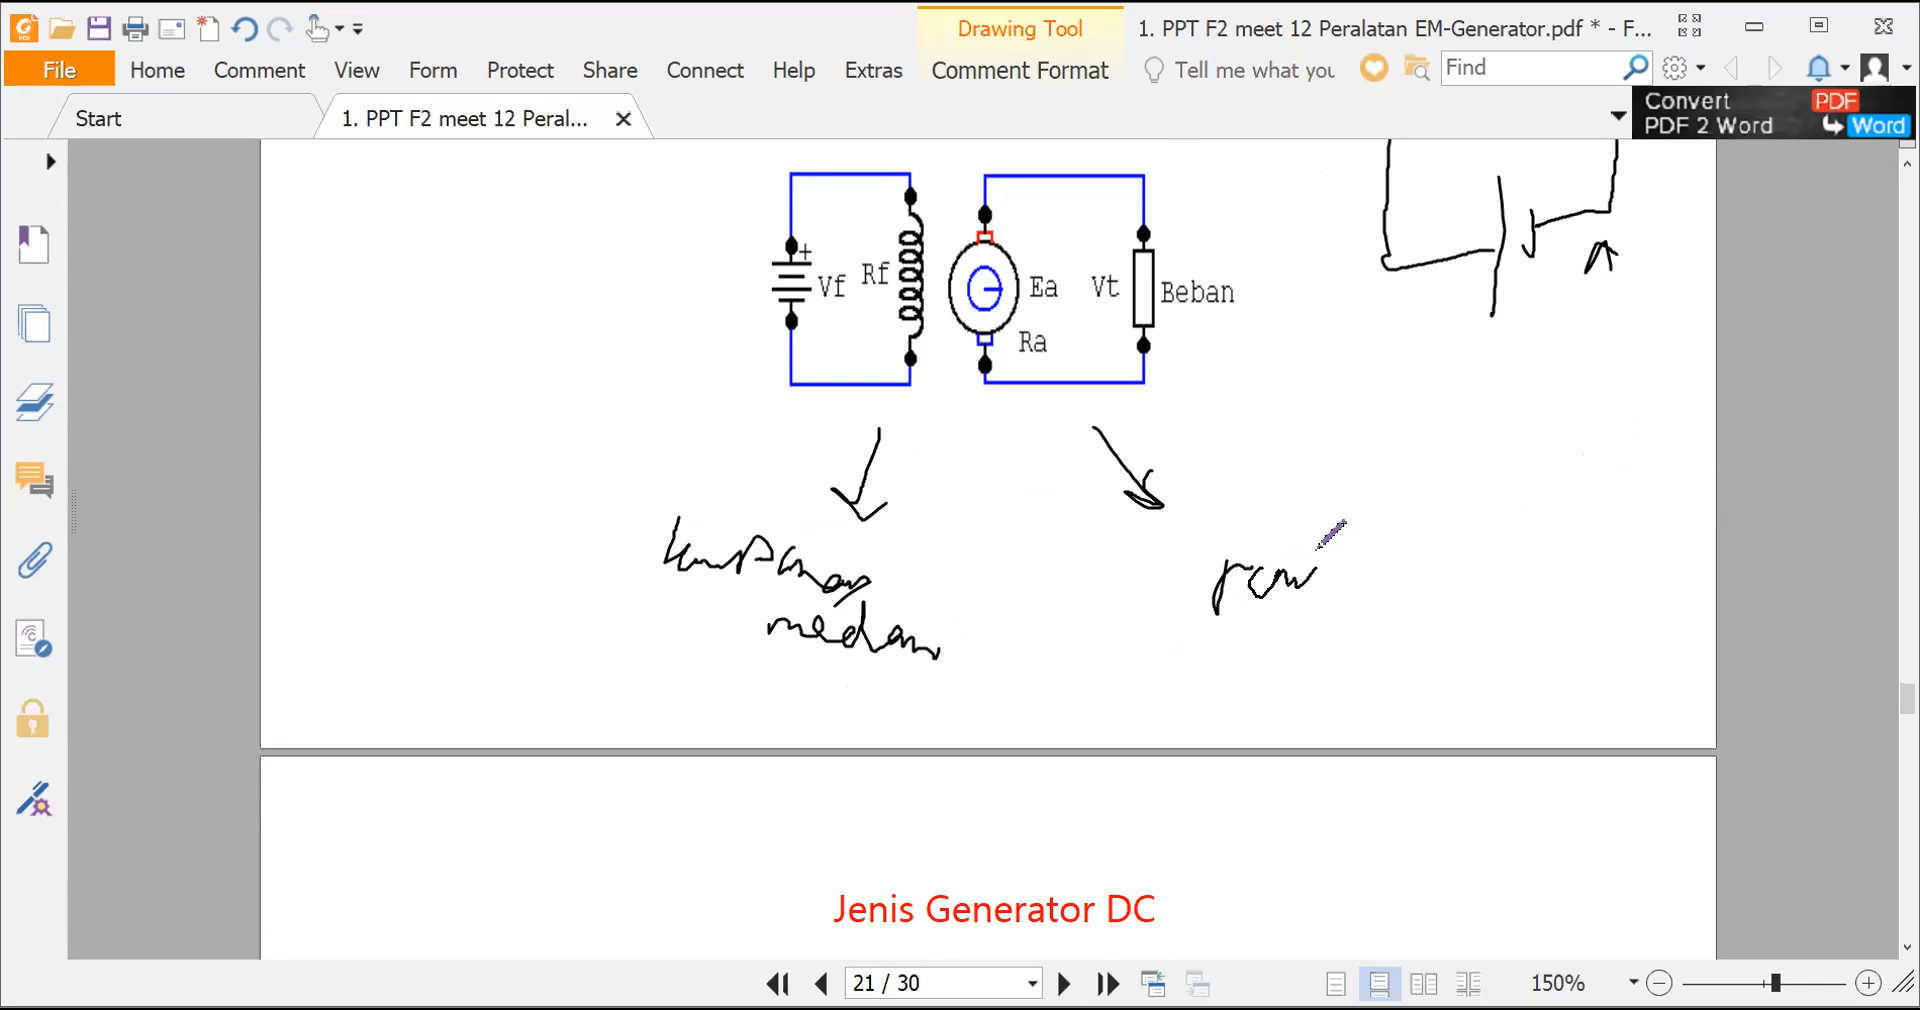 Drawing Tool
1. PPT F2 meet 12 Peralatan EM-Generator.pdf * - F...
File Home Comment View Form Protect Share Connect Help Extras Comment Format Tell me what you Find
Start
1. PPT F2 meet 12 Peral...
Convert PDF
PDF 2 Word Word
+
Vf
Rf
Ea
Ra
Vt
Beban
medan
Jenis Generator DC
21 / 30
150%